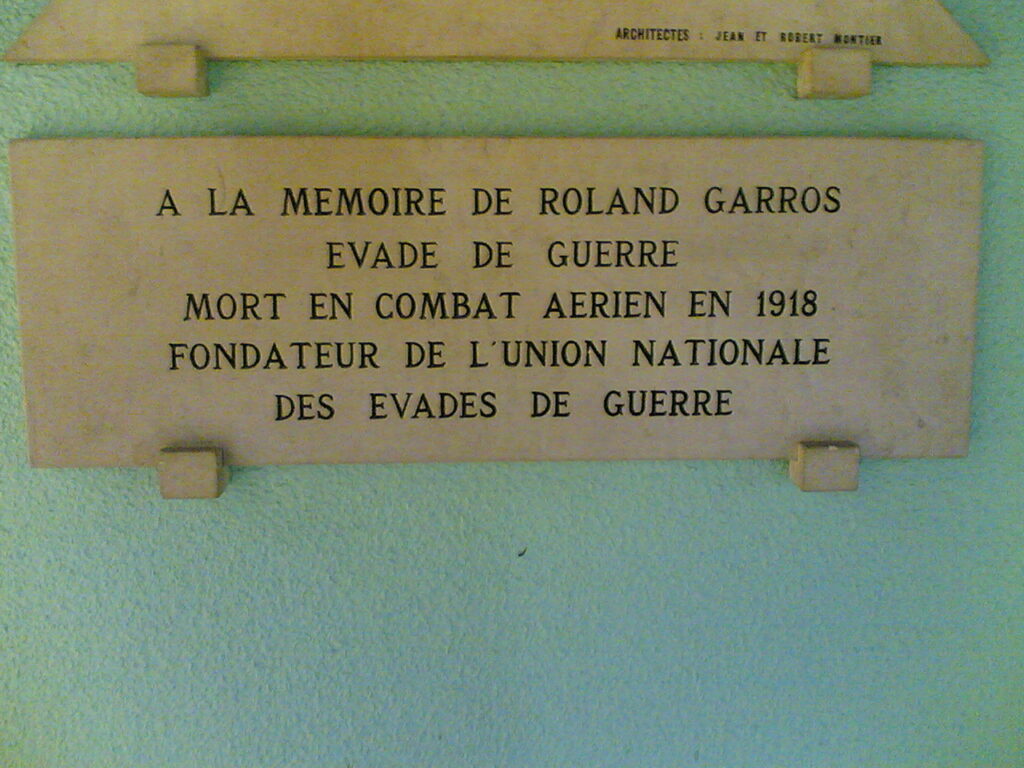 ARCHITECTES : JEAN ET ROBERT MONTIER
A LA MEMOIRE DE ROLAND GARROS
EVADE DE GUERRE
MORT EN COMBAT AERIEN EN 1918
FONDATEUR DE L'UNION NATIONALE
DES EVADES DE GUERRE